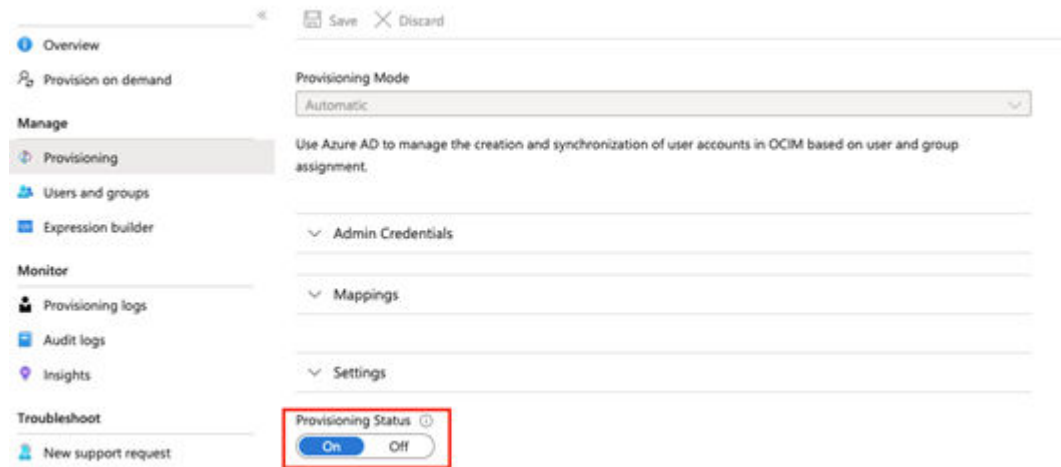 Overview
Provision on demand
Manage
Provisioning
Users and groups
Expression builder
Monitor
Provisioning logs
Audit logs
Insights
Troubleshoot
New support request
Save Discard
Provisioning Mode
Automatic
Use Azure AD to manage the creation and synchronization of user accounts in OCIM based on user and group
assignment.
Admin Credentials
Mappings
Settings
Provisioning Status
On Off